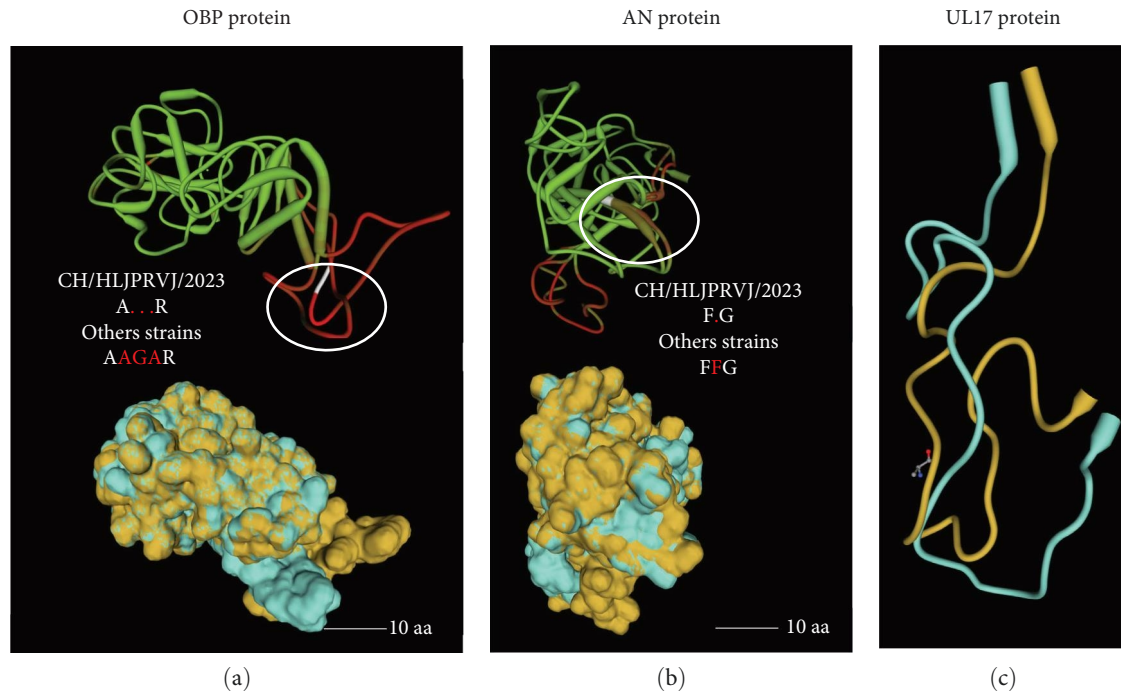 OBP protein
AN protein
UL17 protein
CH/HLJPRVJ/2023
A...R
Others strains
AAGAR
10 aa
CH/HLJPRVJ/2023
F.G
Others strains
FFG
10 aa
(a)
(b)
(c)